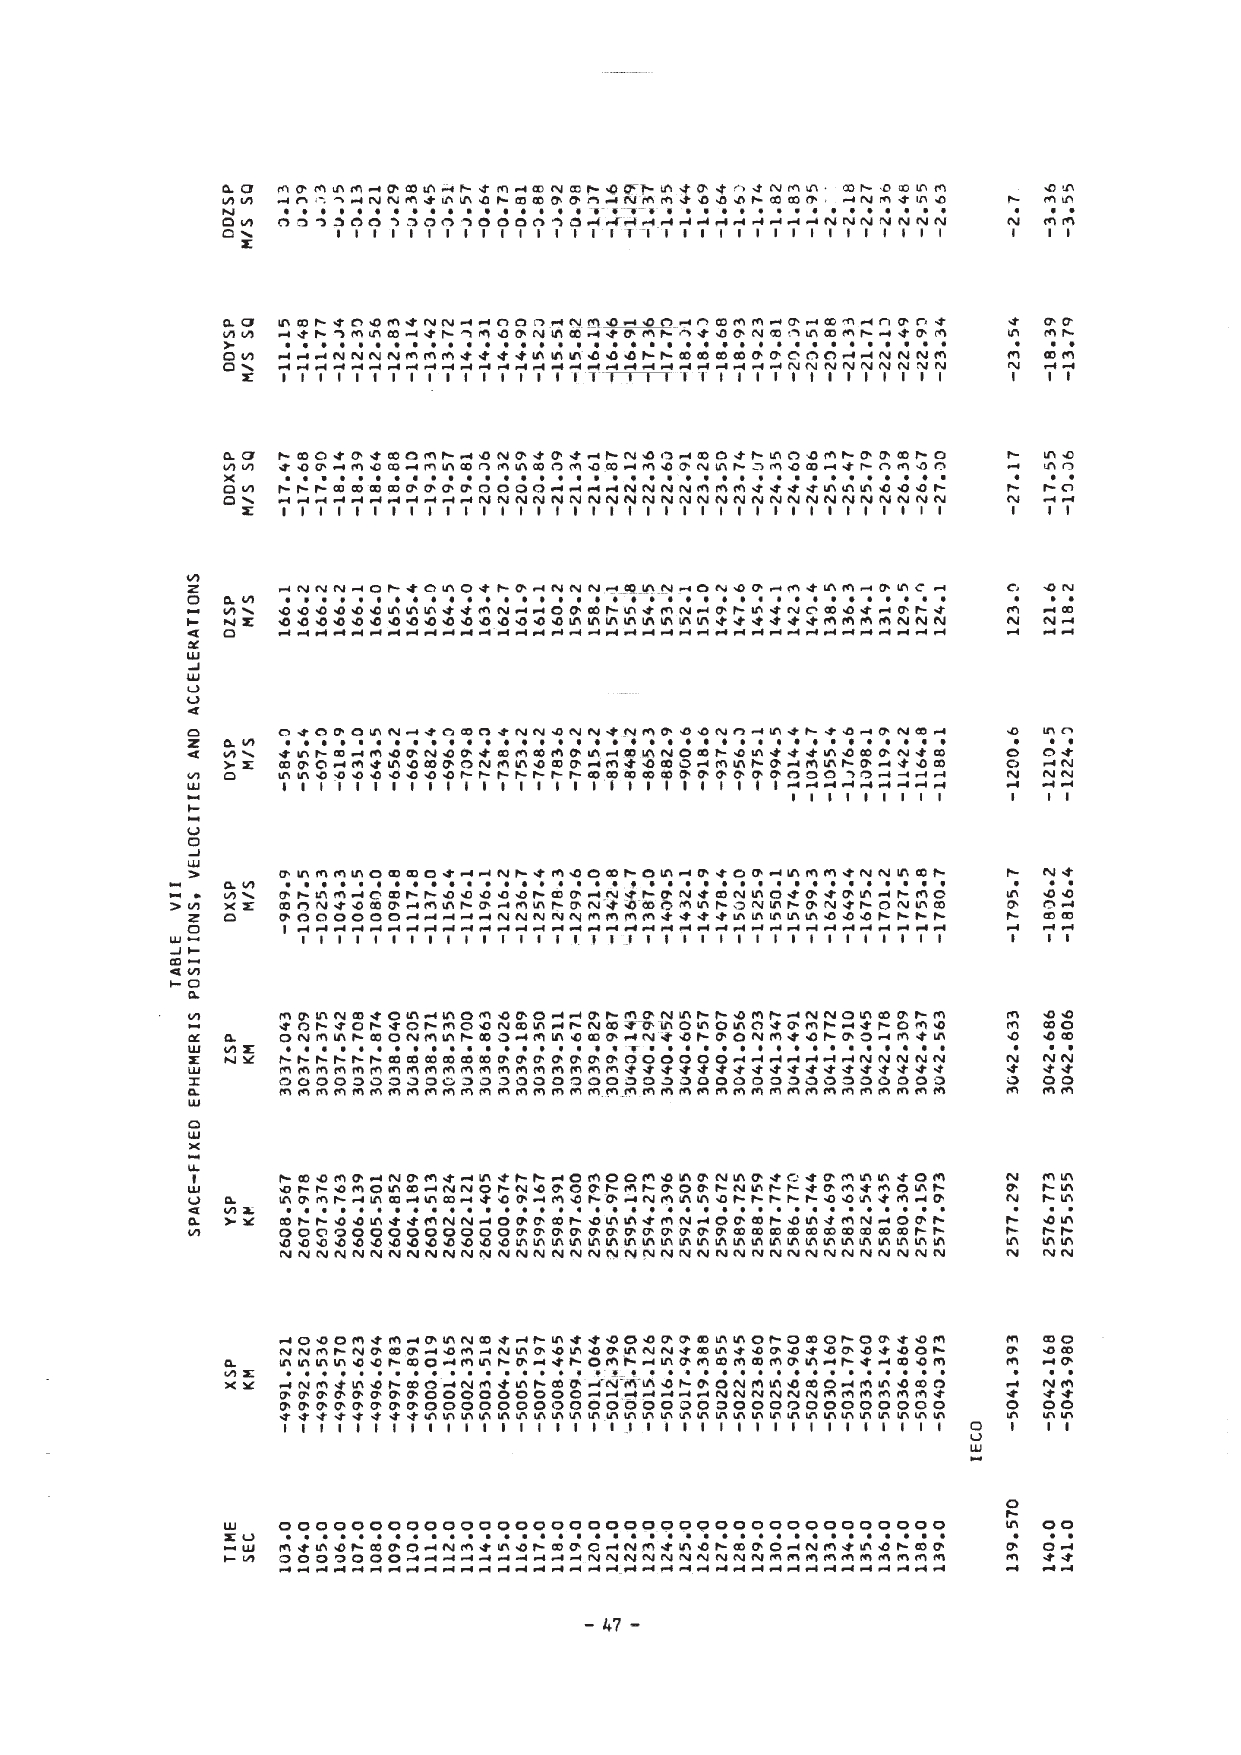 TABLE VII
SPACE-FIXED EPHEMERIS POSITIONS, VELOCITIES AND ACCELERATIONS
TIME XSP YSP ZSP DXSP DYSP DZSP DDXSP DDYSP DDZSP
SEC KM KM KM M/S M/S M/S M/S SQ M/S SQ M/S SQ
103.0 -4991.521 2608.567 3037.043 -989.9 -584.0 166.1 -17.47 -11.15 0.13
104.0 -4992.520 2607.978 3037.209 -1007.5 -595.4 166.2 -17.68 -11.48 0.09
105.0 -4993.536 2607.376 3037.375 -1025.3 -607.0 166.2 -17.90 -11.77 0.03
106.0 -4994.570 2606.763 3037.542 -1043.3 -618.9 166.2 -18.14 -12.04 -0.05
107.0 -4995.623 2606.139 3037.708 -1061.5 -631.0 166.1 -18.39 -12.30 -0.13
108.0 -4996.694 2605.501 3037.874 -1080.0 -643.5 166.0 -18.64 -12.56 -0.21
109.0 -4997.783 2604.852 3038.040 -1098.8 -656.2 165.7 -18.88 -12.83 -0.29
110.0 -4998.891 2604.189 3038.205 -1117.8 -669.1 165.4 -19.10 -13.14 -0.38
111.0 -5000.019 2603.513 3038.371 -1137.0 -682.4 165.0 -19.33 -13.42 -0.45
112.0 -5001.165 2602.824 3038.535 -1156.4 -696.0 164.5 -19.57 -13.72 -0.51
113.0 -5002.332 2602.121 3038.700 -1176.1 -709.8 164.0 -19.81 -14.01 -0.57
114.0 -5003.518 2601.405 3038.863 -1196.1 -724.0 163.4 -20.06 -14.31 -0.64
115.0 -5004.724 2600.674 3039.026 -1216.2 -738.4 162.7 -20.32 -14.60 -0.73
116.0 -5005.951 2599.927 3039.189 -1236.7 -753.2 161.9 -20.59 -14.90 -0.81
117.0 -5007.197 2599.167 3039.350 -1257.4 -768.2 161.1 -20.84 -15.20 -0.88
118.0 -5008.465 2598.391 3039.511 -1278.3 -783.6 160.2 -21.09 -15.51 -0.92
119.0 -5009.754 2597.600 3039.671 -1299.6 -799.2 159.2 -21.34 -15.82 -0.98
120.0 -5011.064 2596.793 3039.829 -1321.0 -815.2 158.2 -21.61 -16.13 -1.07
121.0 -5012.396 2595.970 3039.987 -1342.8 -831.4 157.1 -21.87 -16.46 -1.16
122.0 -5013.750 2595.130 3040.143 -1364.7 -848.2 155.8 -22.12 -16.91 -1.29
123.0 -5015.126 2594.273 3040.299 -1387.0 -865.3 154.5 -22.36 -17.36 -1.37
124.0 -5016.529 2593.396 3040.452 -1409.5 -882.9 153.2 -22.60 -17.70 -1.35
125.0 -5017.949 2592.505 3040.605 -1432.1 -900.6 152.1 -22.91 -18.01 -1.44
126.0 -5019.388 2591.599 3040.757 -1454.9 -918.6 151.0 -23.28 -18.40 -1.69
127.0 -5020.855 2590.672 3040.907 -1478.4 -937.2 149.2 -23.50 -18.68 -1.64
128.0 -5022.345 2589.725 3041.056 -1502.0 -956.0 147.6 -23.74 -18.93 -1.60
129.0 -5023.860 2588.759 3041.203 -1525.9 -975.1 145.9 -24.07 -19.23 -1.74
130.0 -5025.397 2587.774 3041.347 -1550.1 -994.5 144.1 -24.35 -19.81 -1.82
131.0 -5026.960 2586.770 3041.491 -1574.5 -1014.4 142.3 -24.60 -20.09 -1.83
132.0 -5028.548 2585.744 3041.632 -1599.3 -1034.7 140.4 -24.86 -20.51 -1.95
133.0 -5030.160 2584.699 3041.772 -1624.3 -1055.4 138.5 -25.13 -20.88
134.0 -5031.797 2583.633 3041.910 -1649.4 -1076.6 136.3 -25.47 -21.33 -2.18
135.0 -5033.460 2582.545 3042.045 -1675.2 -1098.1 134.1 -25.79 -21.71 -2.27
136.0 -5035.149 2581.435 3042.178 -1701.2 -1119.9 131.9 -26.09 -22.10 -2.36
137.0 -5036.864 2580.304 3042.309 -1727.5 -1142.2 129.5 -26.38 -22.49 -2.48
138.0 -5038.606 2579.150 3042.437 -1753.8 -1164.8 127.0 -26.67 -22.90 -2.55
139.0 -5040.373 2577.973 3042.563 -1780.7 -1188.1 124.1 -27.00 -23.34 -2.63
IECO
139.570 -5041.393 2577.292 3042.633 -1795.7 -1200.6 123.0 -27.17 -23.54 -2.7
140.0 -5042.168 2576.773 3042.686 -1806.2 -1210.5 121.6 -17.55 -18.39 -3.36
141.0 -5043.980 2575.555 3042.806 -1816.4 -1224.0 118.2 -10.06 -13.79 -3.55
- 47 -